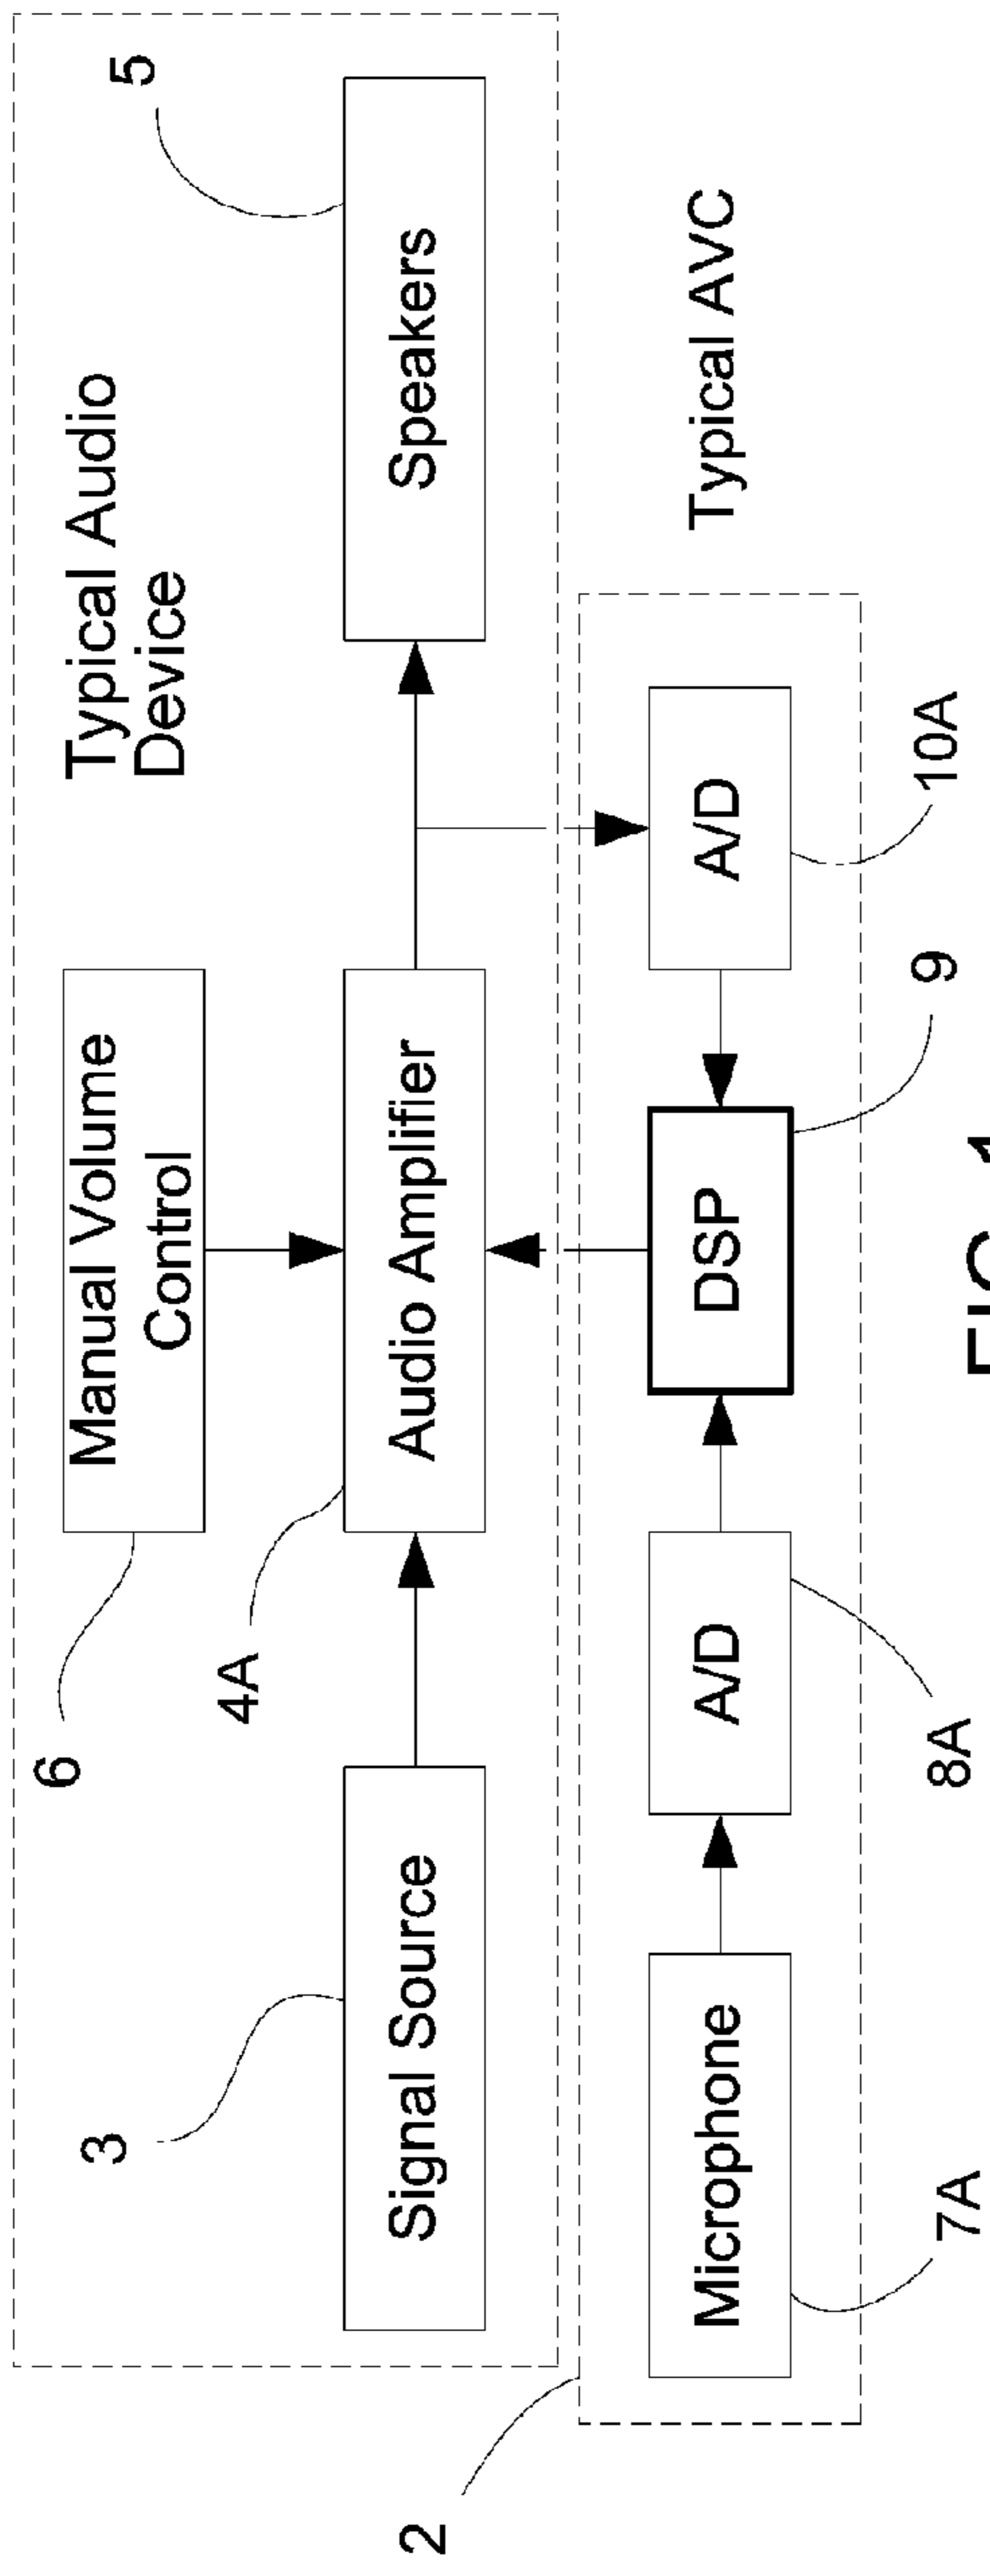 Typical Audio
Device
5
6
Manual Volume
Control
3
4A
Signal Source
Audio Amplifier
Speakers
2
Typical AVC
Microphone
A/D
DSP
A/D
7A
8A
9
10A